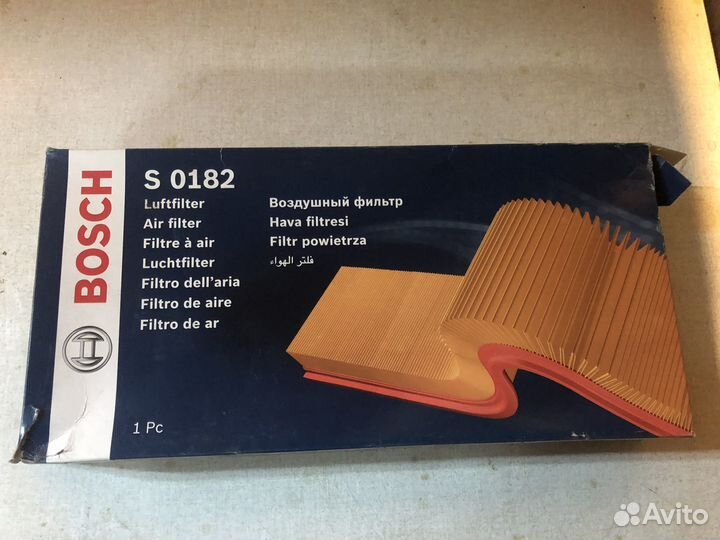 BOSCH
S 0182
Luftfilter
Air filter
Filtre à air
Luchtfilter
Filtro dell'aria
Filtro de aire
Filtro de ar
Воздушный фильтр
Hava filtresi
Filtr powietrza
فلتر الهواء
1 Pc
Avito